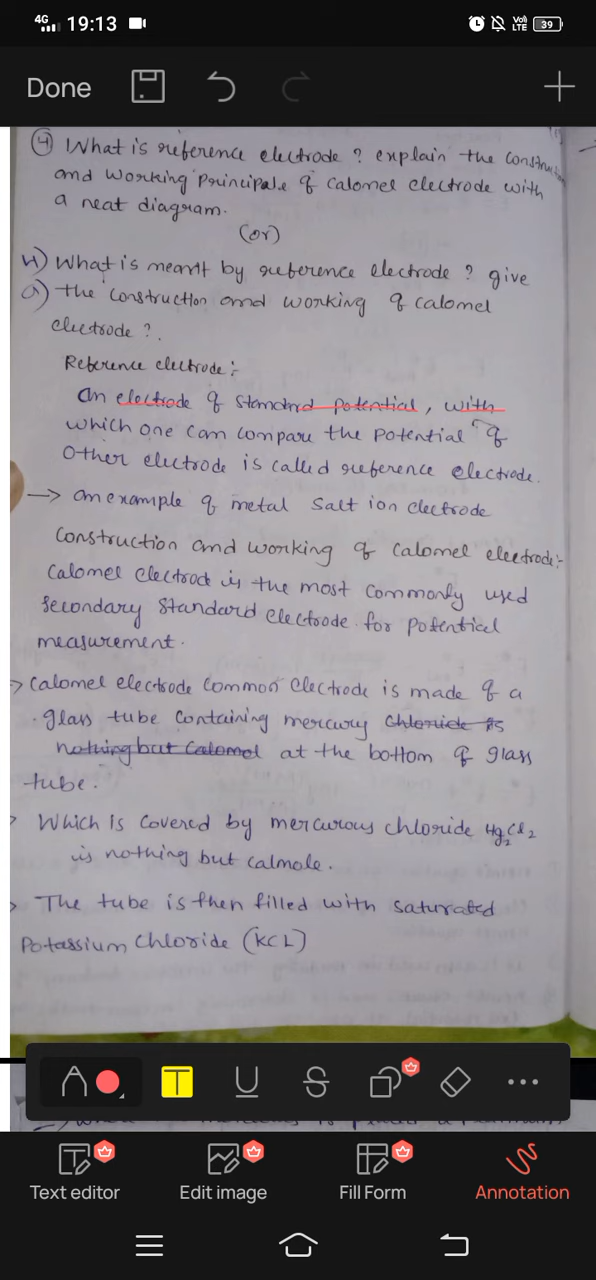 4G 19:13 Vo) LTE 39
Done
④ What is reference electrode ? explain the construction
and working principale of calomel electrode with
a neat diagram.
(or)
4) What is meant by reference electrode ? give
a) the construction and working of calomel
electrode ?
Reference electrode :-
An electrode of standard potential, with
which one can compare the potential of
other electrode is called reference electrode.
→ an example of metal salt ion electrode
Construction and working of calomel electrode:-
Calomel electrod is the most commonly used
secondary standard electrode for potential
measurement.
→ calomel electrode common electrode is made of a
glass tube containing mercury chloride is
nothing but calomel at the bottom of glass
tube.
Which is covered by mercurous chloride Hg2Cl2
is nothing but calmole.
The tube is then filled with saturated
Potassium chloride (KCL)
T U S
Text editor Edit image Fill Form Annotation